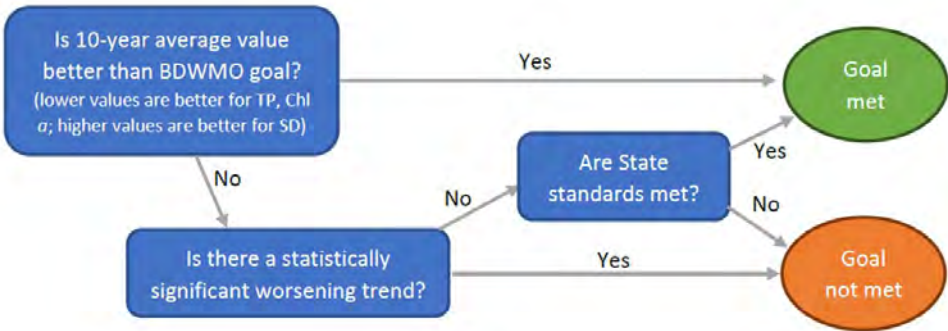 Is 10-year average value
better than BDWMO goal?
(lower values are better for TP, Chl
a; higher values are better for SD)
Yes
Goal
met
No
Are State
standards met?
Yes
No
No
Is there a statistically
significant worsening trend?
Yes
Goal
not met